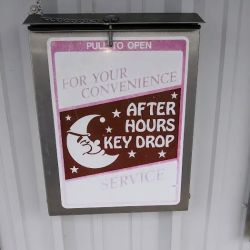 PULL TO OPEN
FOR YOUR
CONVENIENCE
AFTER
HOURS
KEY DROP
SERVICE